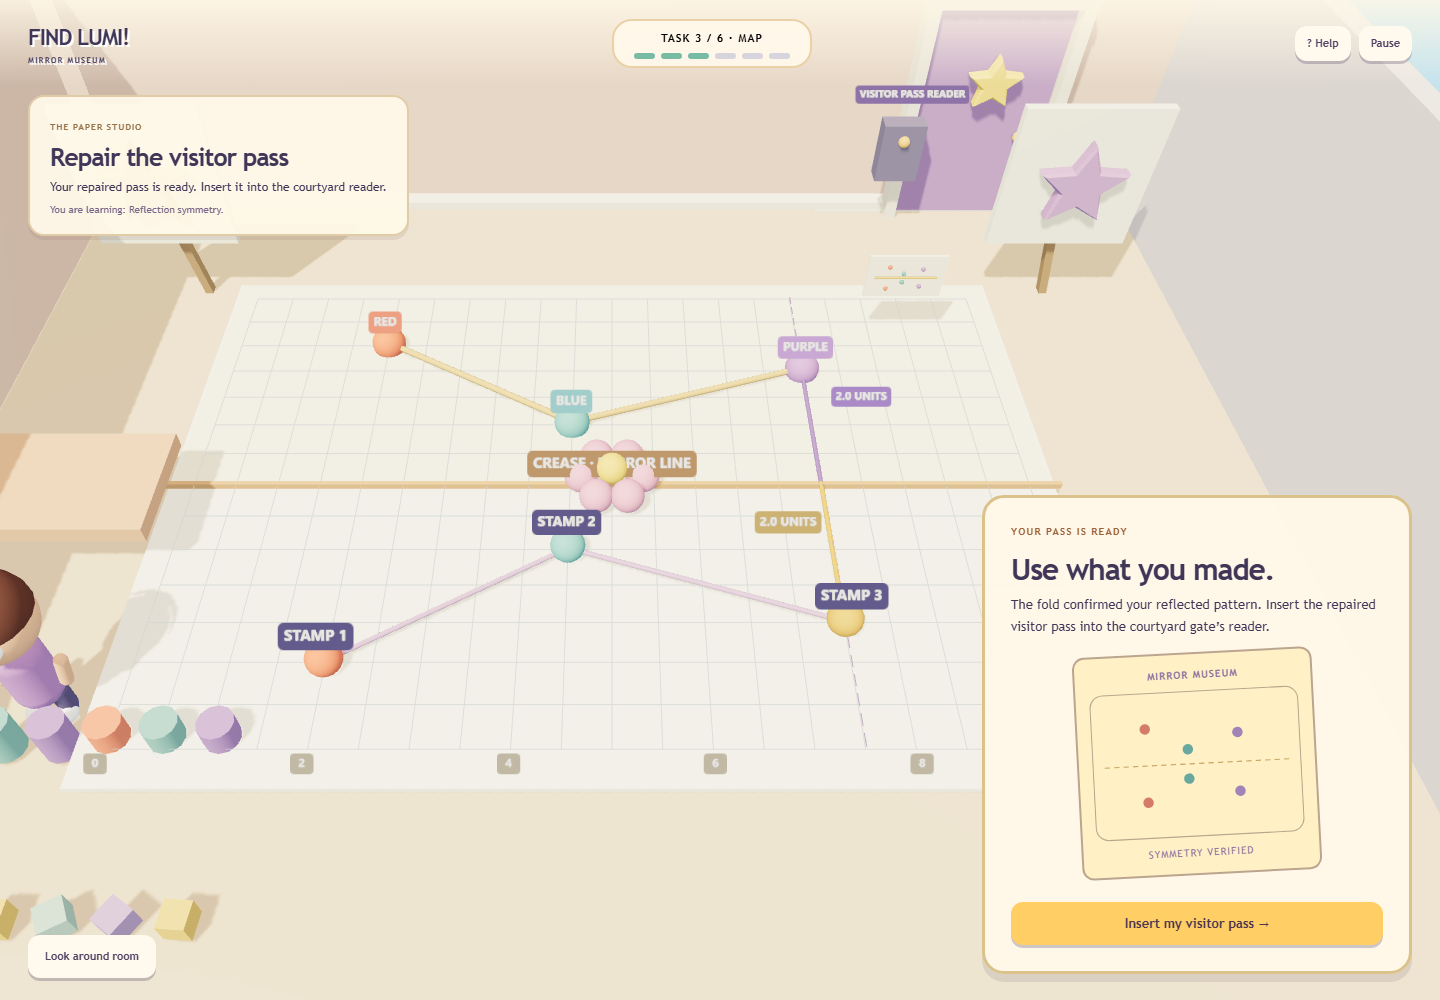 FIND LUMI!
MIRROR MUSEUM
TASK 3 / 6 • MAP
? Help
Pause
THE PAPER STUDIO
Repair the visitor pass
Your repaired pass is ready. Insert it into the courtyard reader.
You are learning: Reflection symmetry.
VISITOR PASS READER
RED
PURPLE
BLUE
2.0 UNITS
CREASE · LINE
STAMP 2
2.0 UNITS
STAMP 3
STAMP 1
0
2
4
6
8
YOUR PASS IS READY
Use what you made.
The fold confirmed your reflected pattern. Insert the repaired
visitor pass into the courtyard gate’s reader.
MIRROR MUSEUM
SYMMETRY VERIFIED
Insert my visitor pass →
Look around room